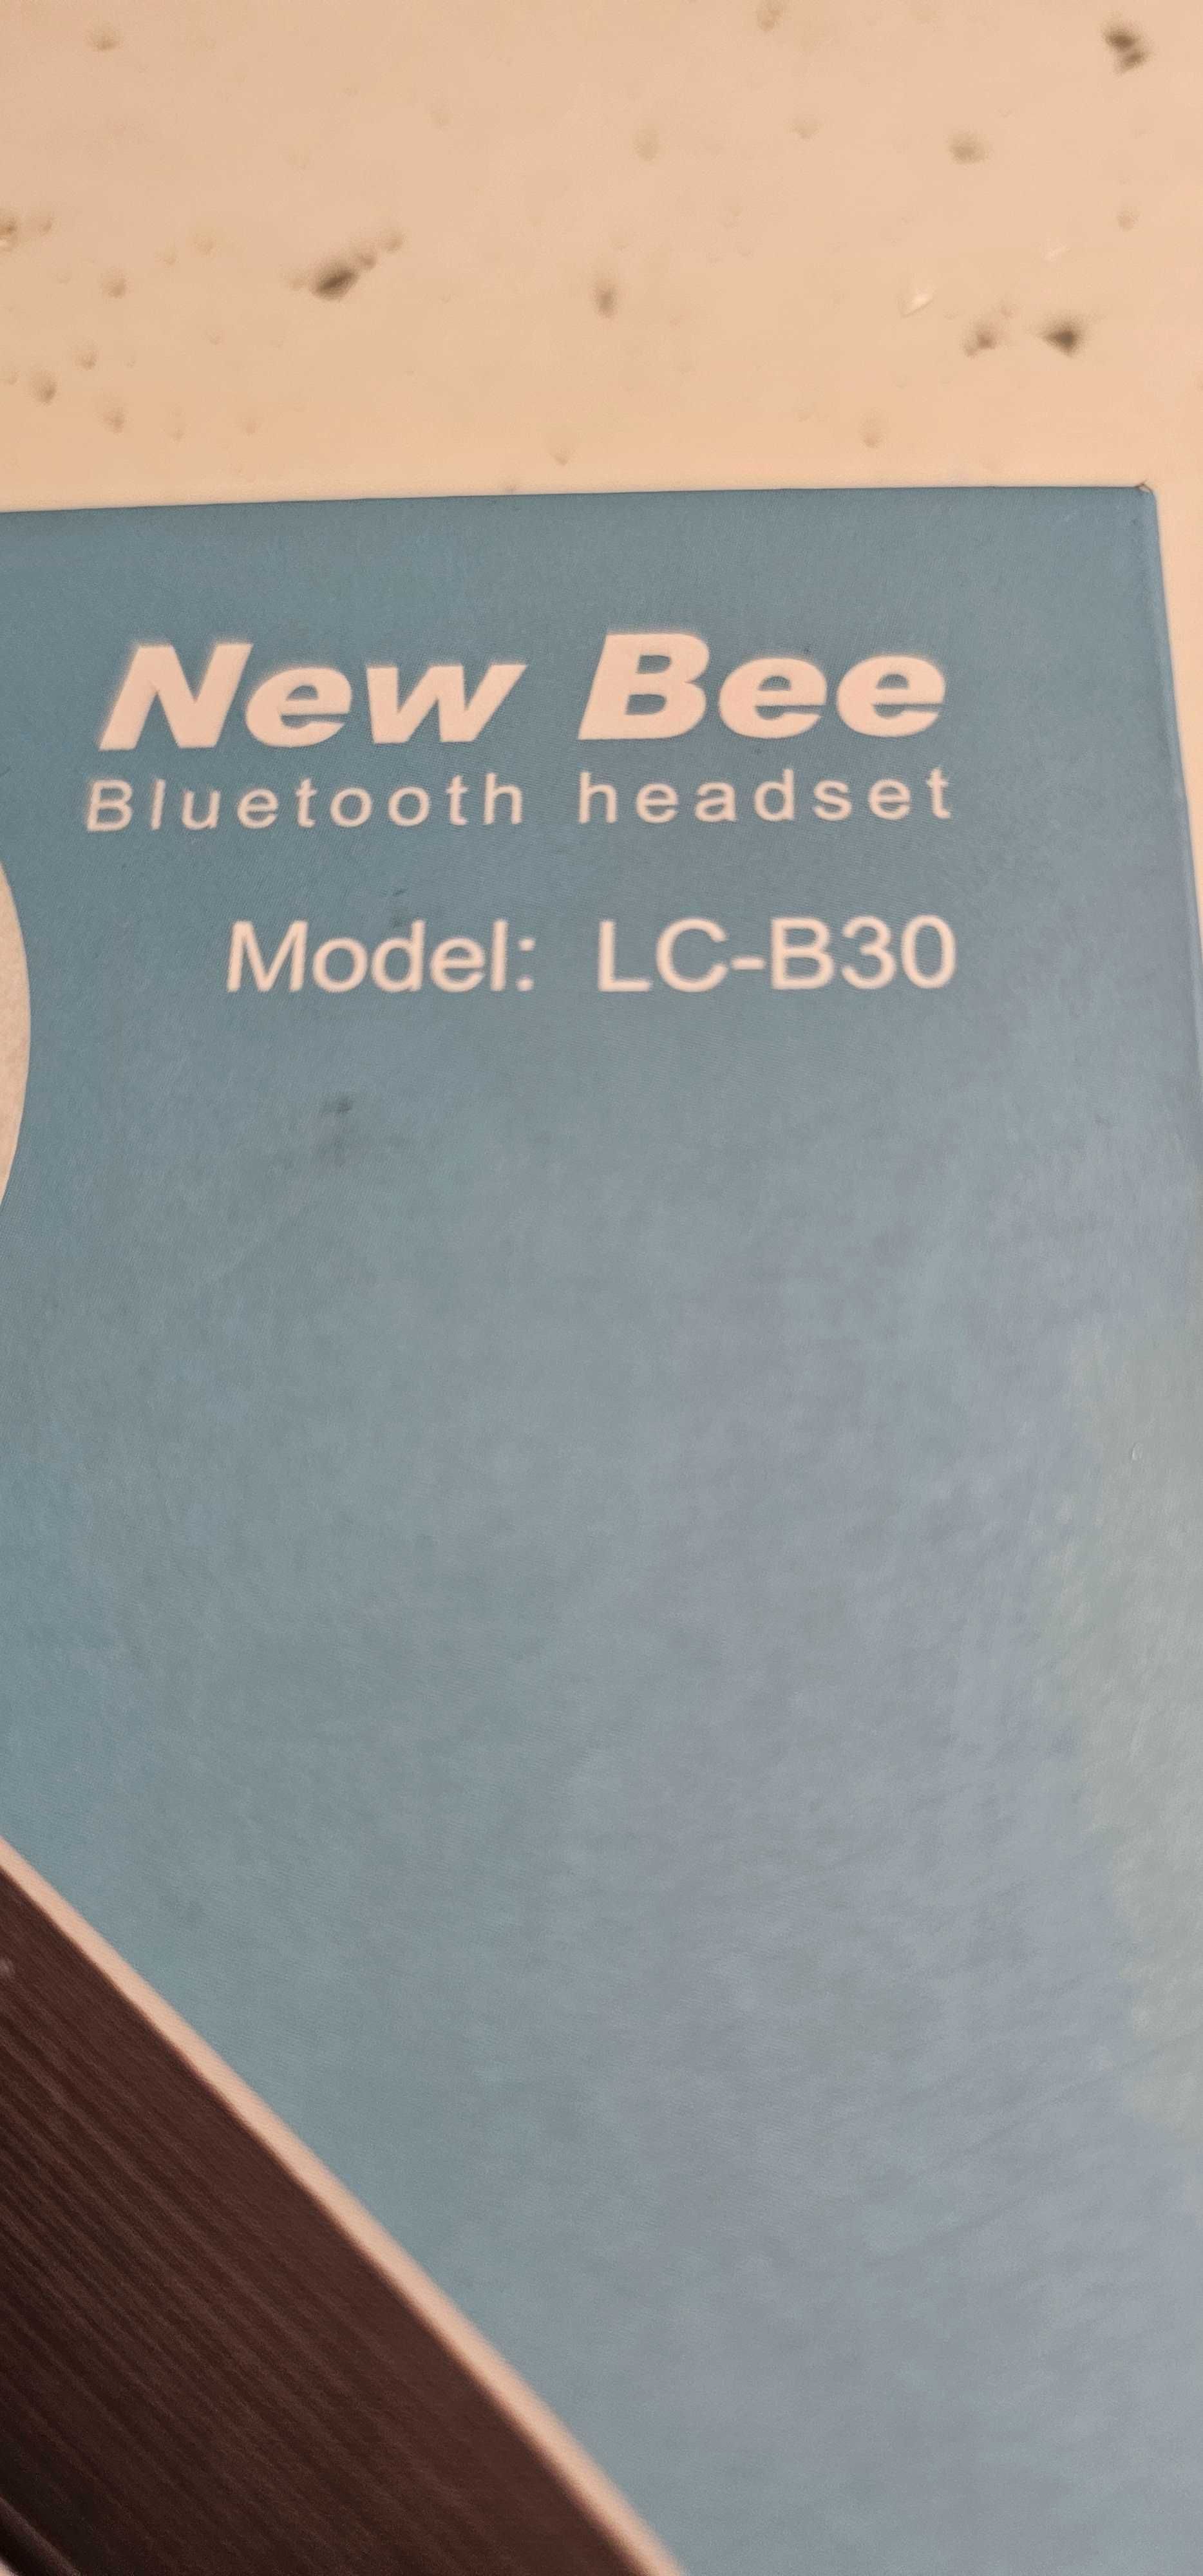 New Bee
Bluetooth headset
Model: LC-B30